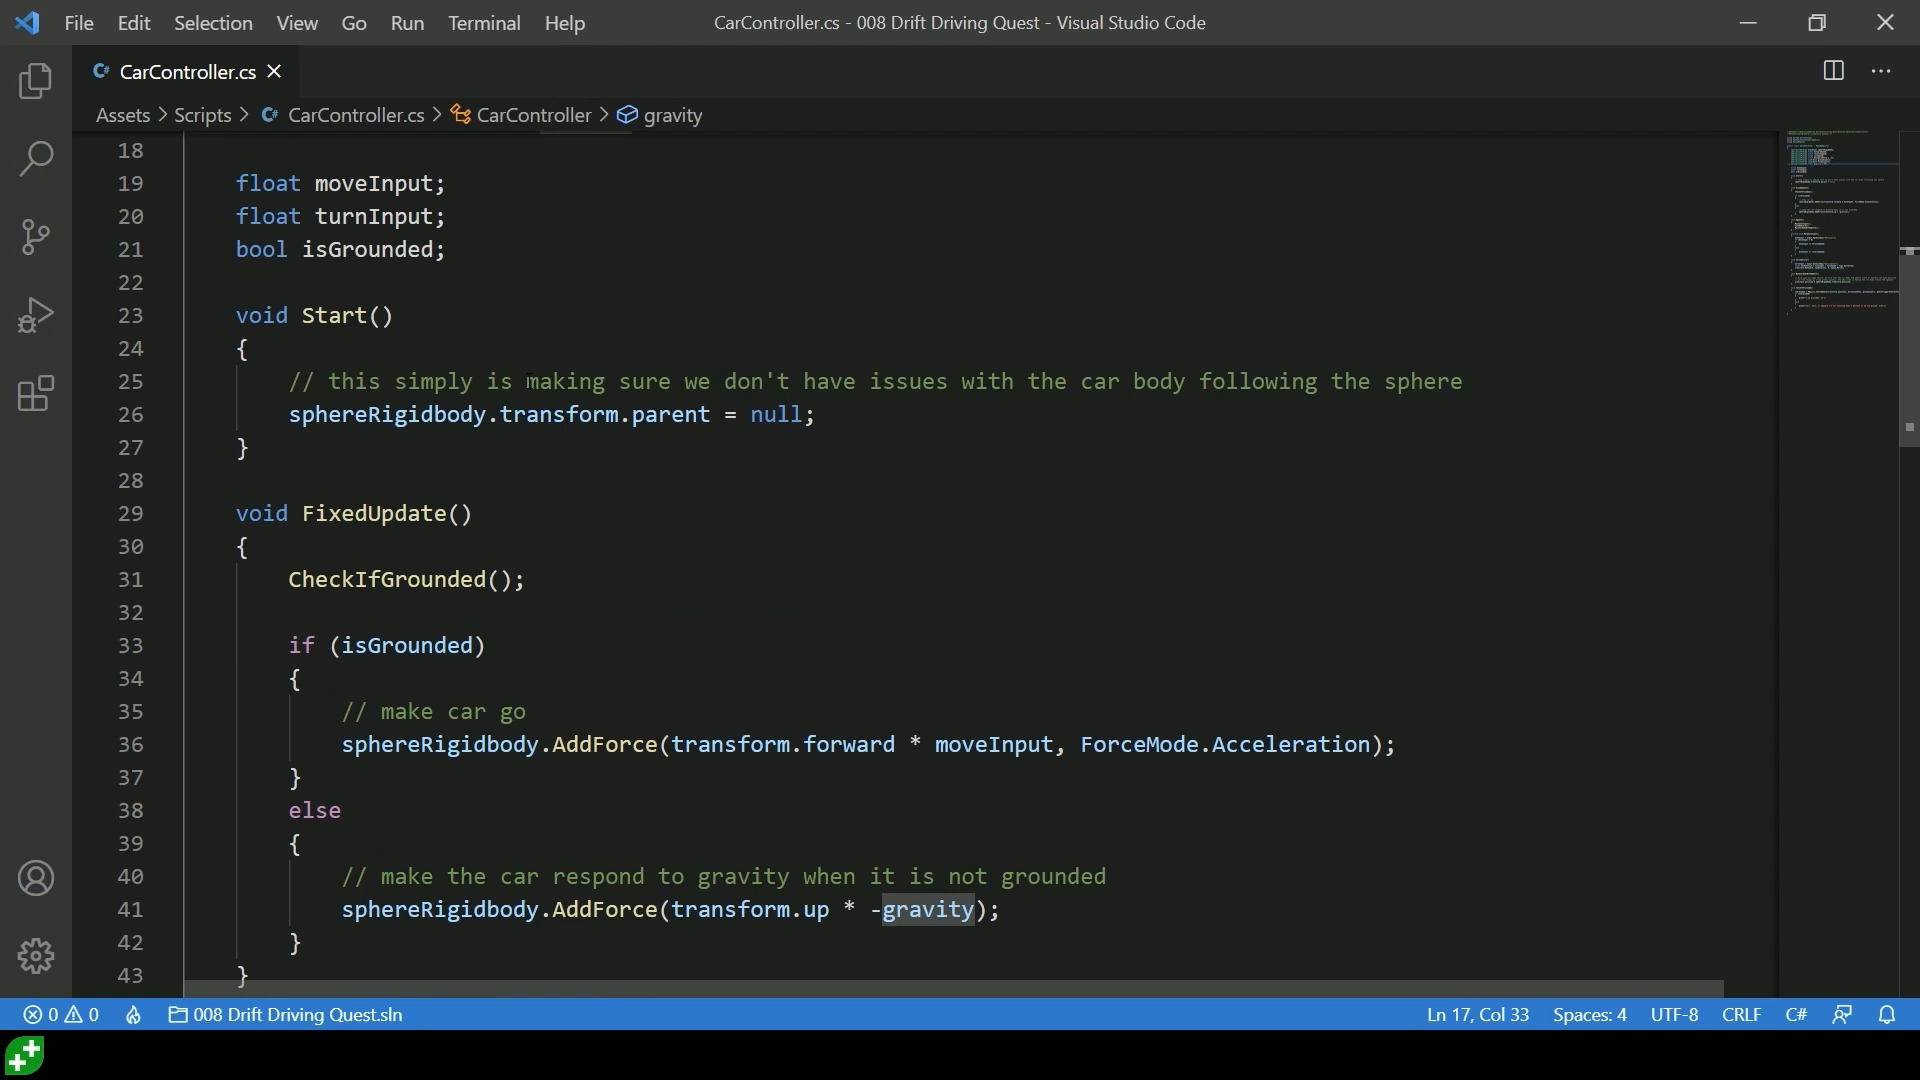 File Edit Selection View Go Run Terminal Help CarController.cs - 008 Drift Driving Quest - Visual Studio Code
CarController.cs
Assets > Scripts > CarController.cs > CarController > gravity
18
19 float moveInput;
20 float turnInput;
21 bool isGrounded;
22
23 void Start()
24 {
25 // this simply is making sure we don't have issues with the car body following the sphere
26 sphereRigidbody.transform.parent = null;
27 }
28
29 void FixedUpdate()
30 {
31 CheckIfGrounded();
32
33 if (isGrounded)
34 {
35 // make car go
36 sphereRigidbody.AddForce(transform.forward * moveInput, ForceMode.Acceleration);
37 }
38 else
39 {
40 // make the car respond to gravity when it is not grounded
41 sphereRigidbody.AddForce(transform.up * -gravity);
42 }
43 }
0 0 008 Drift Driving Quest.sln Ln 17, Col 33 Spaces: 4 UTF-8 CRLF C#